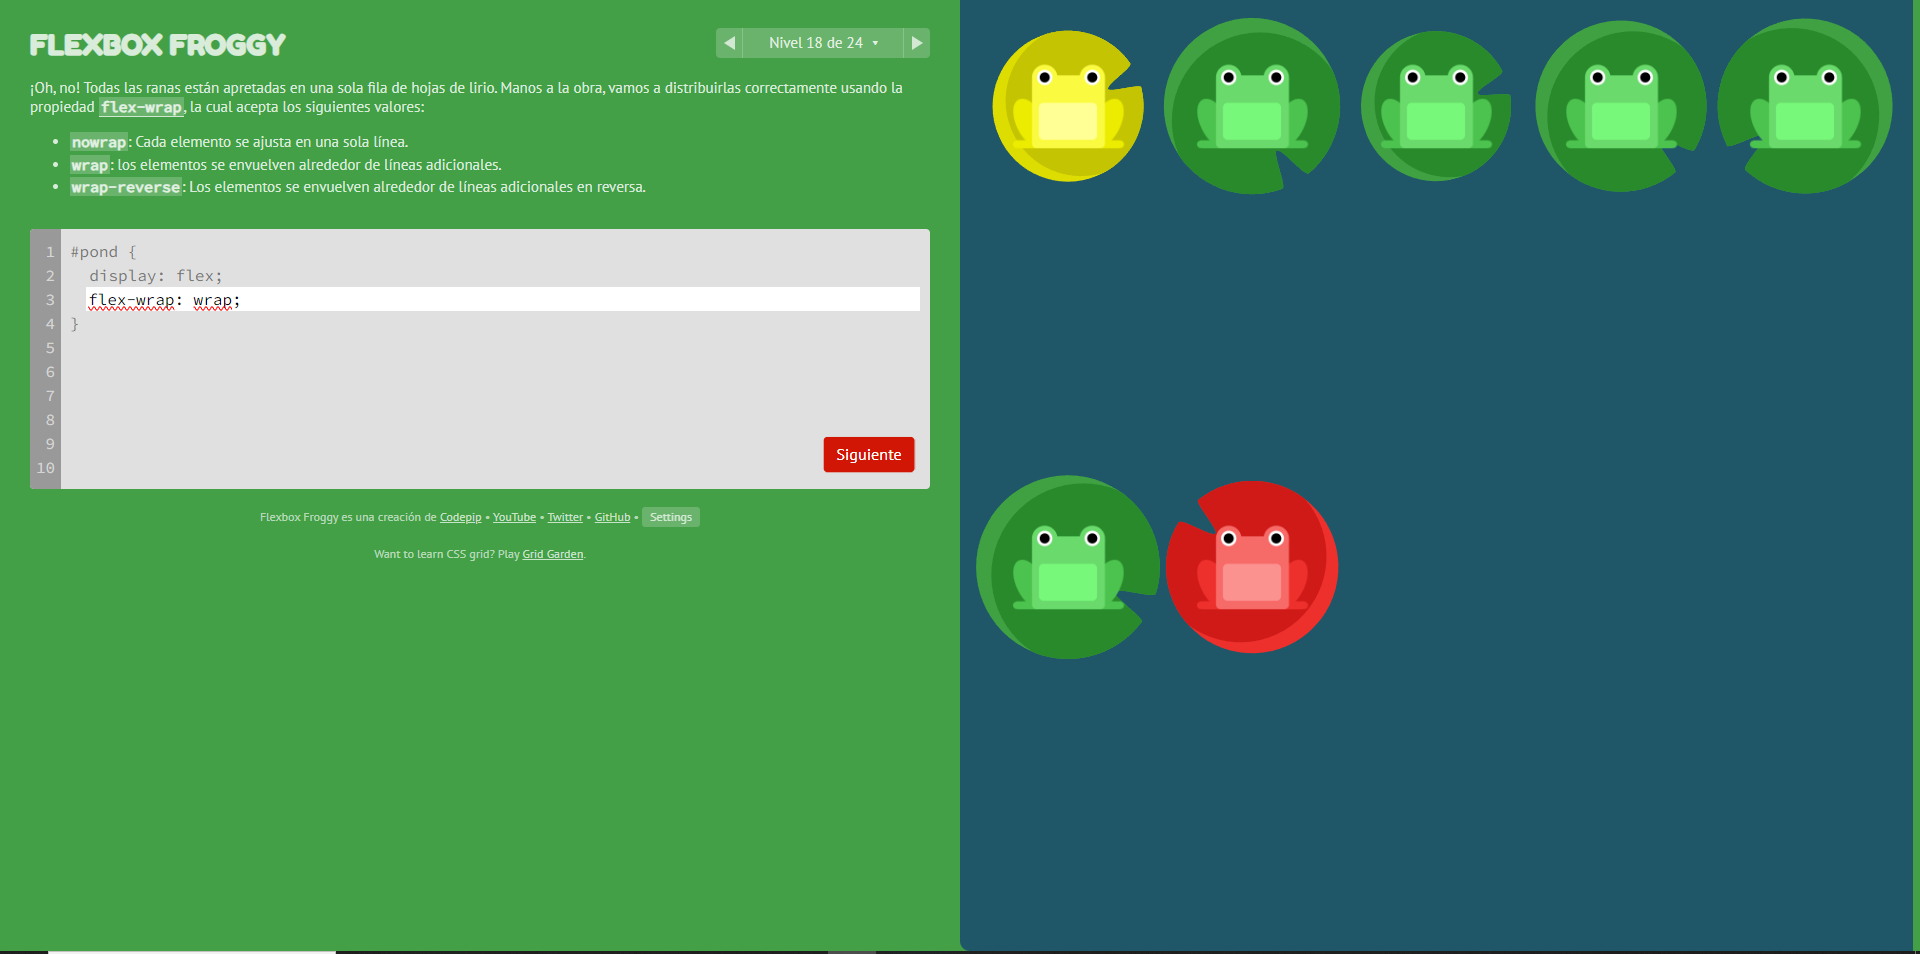 FLEXBOX FROGGY
Nivel 18 de 24
¡Oh, no! Todas las ranas están apretadas en una sola fila de hojas de lirio. Manos a la obra, vamos a distribuirlas correctamente usando la
propiedad flex-wrap, la cual acepta los siguientes valores:
• nowrap: Cada elemento se ajusta en una sola línea.
• wrap: los elementos se envuelven alrededor de líneas adicionales.
• wrap-reverse: Los elementos se envuelven alrededor de líneas adicionales en reversa.
1 #pond {
2 display: flex;
3 flex-wrap: wrap;
4 }
5
6
7
8
9
10
Siguiente
Flexbox Froggy es una creación de Codepip • YouTube • Twitter • GitHub • Settings
Want to learn CSS grid? Play Grid Garden.